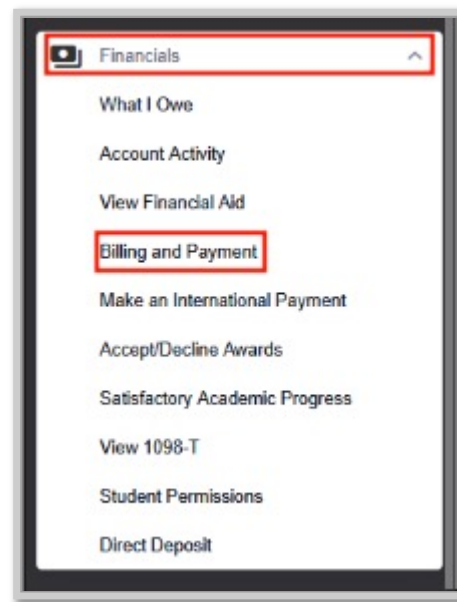 Financials
What I Owe
Account Activity
View Financial Aid
Billing and Payment
Make an International Payment
Accept/Decline Awards
Satisfactory Academic Progress
View 1098-T
Student Permissions
Direct Deposit